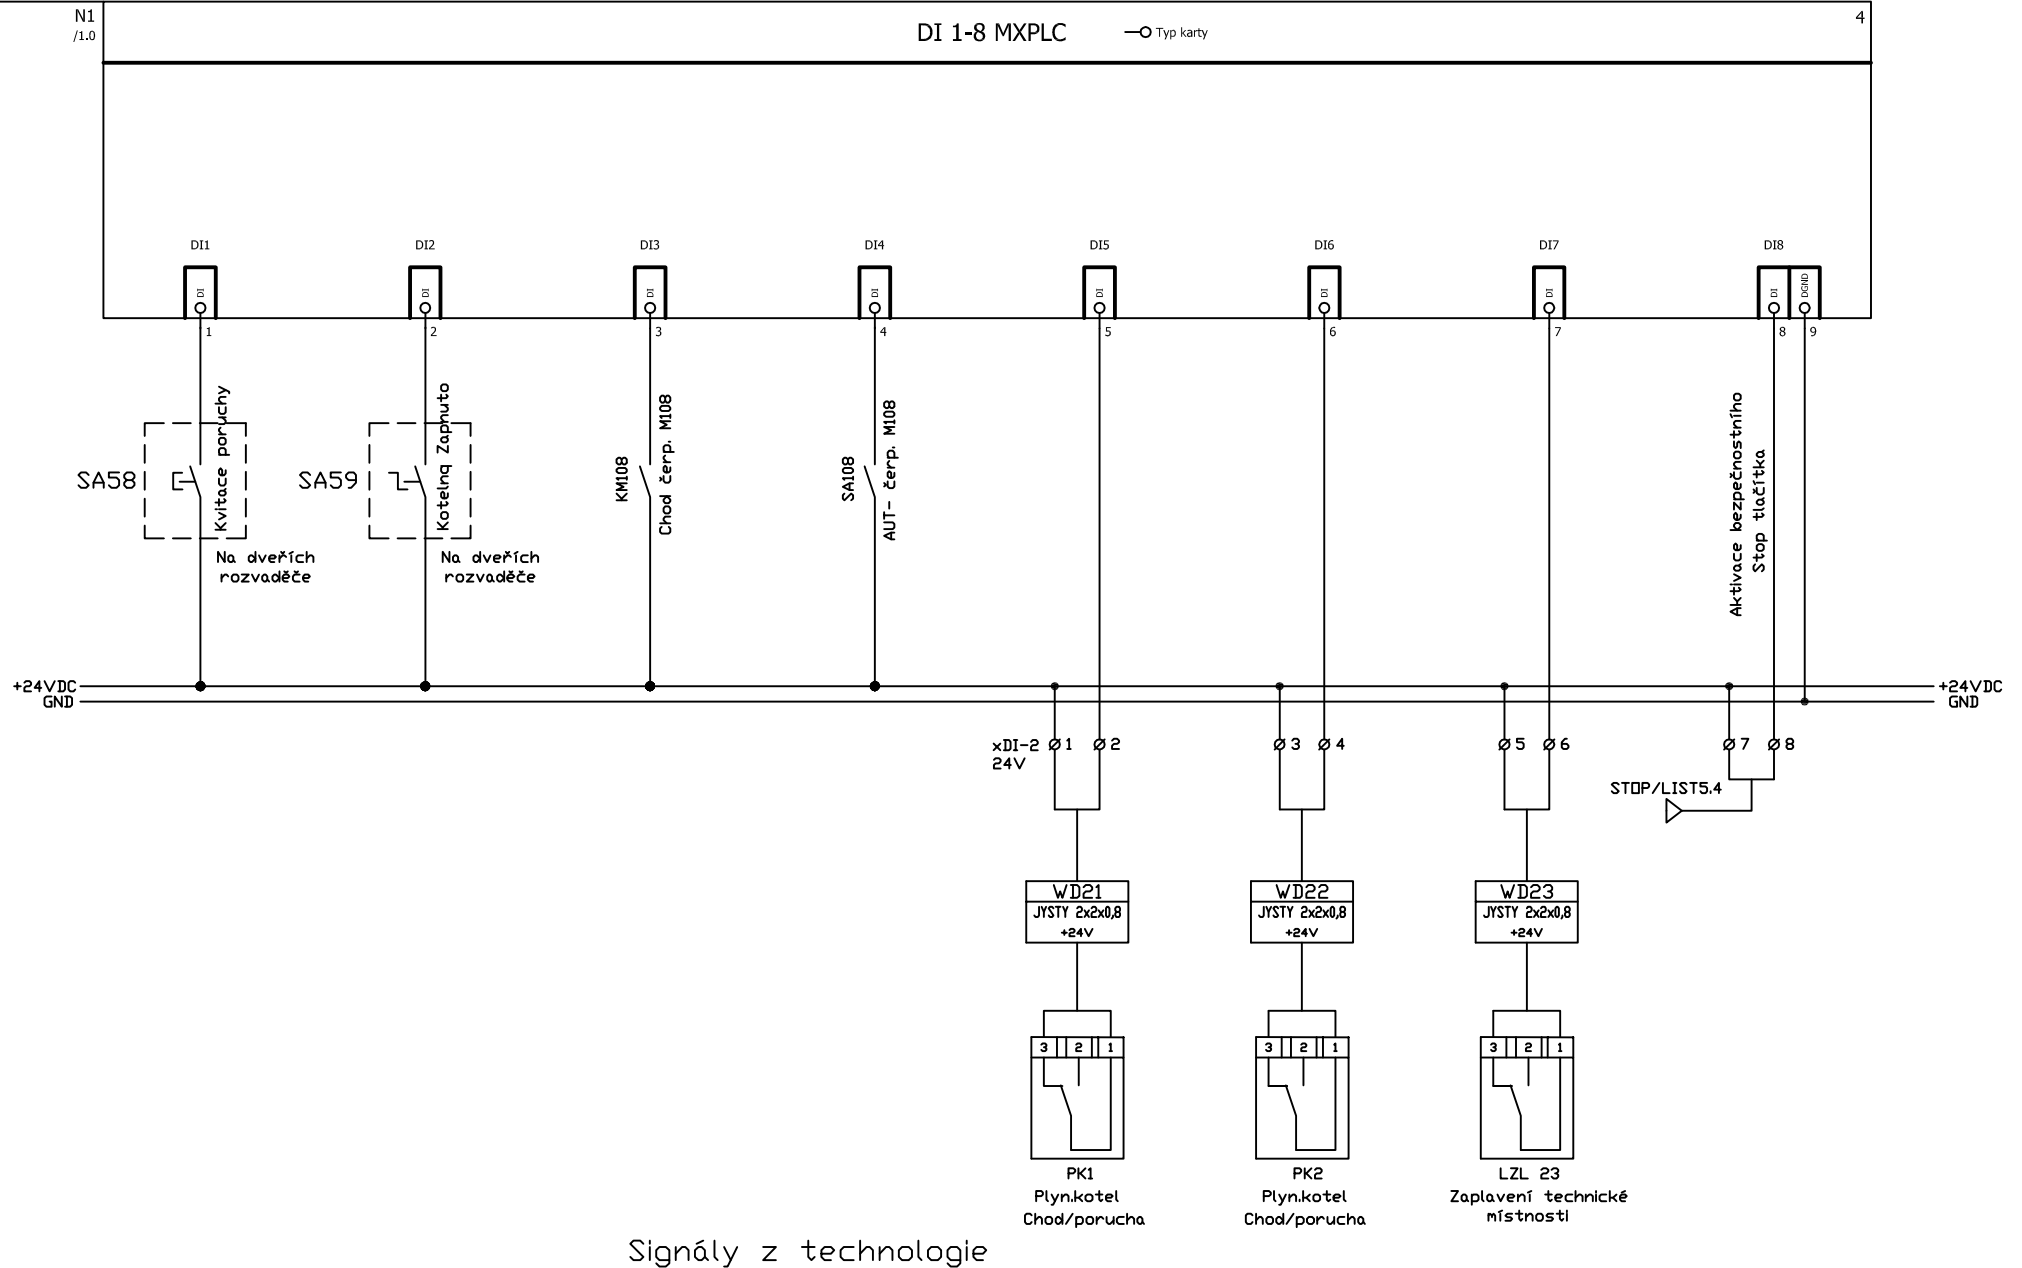 N1
/1.0
DI 1-8 MXPLC
Typ karty
4
DI1
DI2
DI3
DI4
DI5
DI6
DI7
DI8
DI
DI
DI
DI
DI
DI
DI
DI
DGND
1
2
3
4
5
6
7
8
9
SA58
Kvitace poruchy
Na dveřích
rozvaděče
SA59
Kotelnq Zapnuto
Na dveřích
rozvaděče
KM108
Chod čerp. M108
SA108
AUT- čerp. M108
Aktivace bezpečnostního
Stop tlačítka
+24VDC
GND
+24VDC
GND
xDI-2
24V
1
2
3
4
5
6
7
8
STOP/LIST5.4
WD21
JYSTY 2x2x0,8
+24V
WD22
JYSTY 2x2x0,8
+24V
WD23
JYSTY 2x2x0,8
+24V
3 2 1
3 2 1
3 2 1
PK1
Plyn.kotel
Chod/porucha
PK2
Plyn.kotel
Chod/porucha
LZL 23
Zaplavení technické
místnosti
Signály z technologie